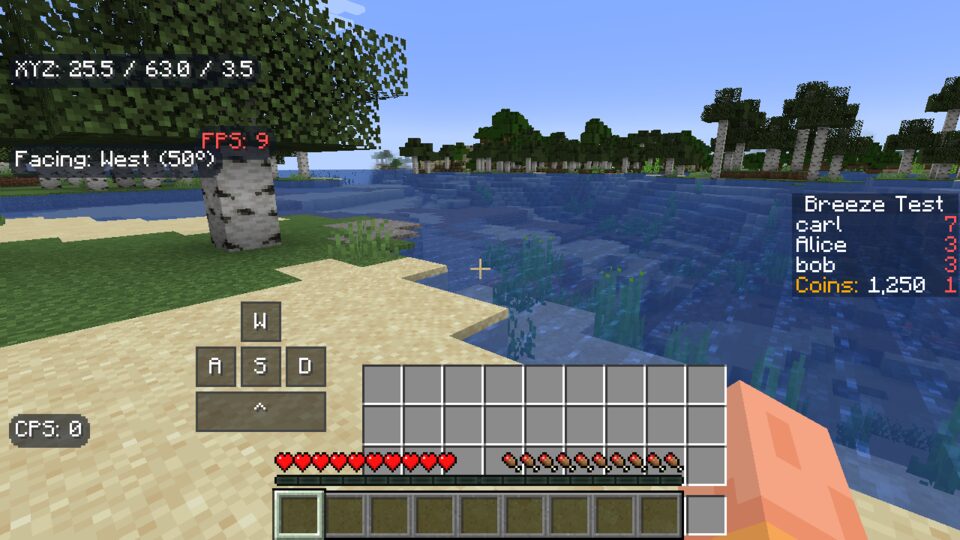 XYZ: 25.5 / 63.0 / 3.5
FPS: 9
Facing: West (50°)
Breeze Test
carl 7
Alice 3
bob 3
Coins: 1,250 1
W
A S D
^
CPS: 0